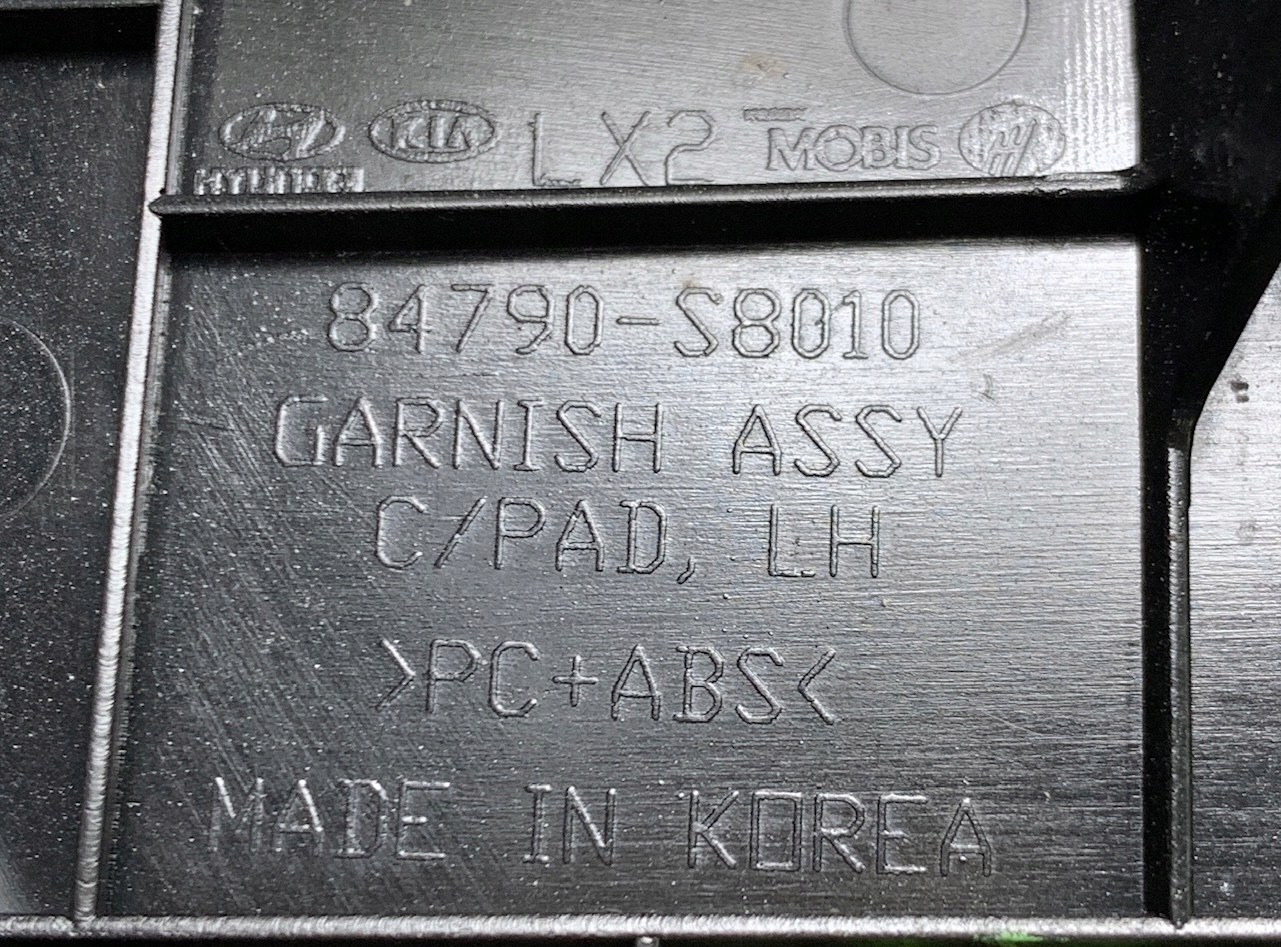 HYUNDAI KIA LX2 MOBIS
84790-S8010
GARNISH ASSY
C/PAD, LH
>PC+ABS<
MADE IN KOREA